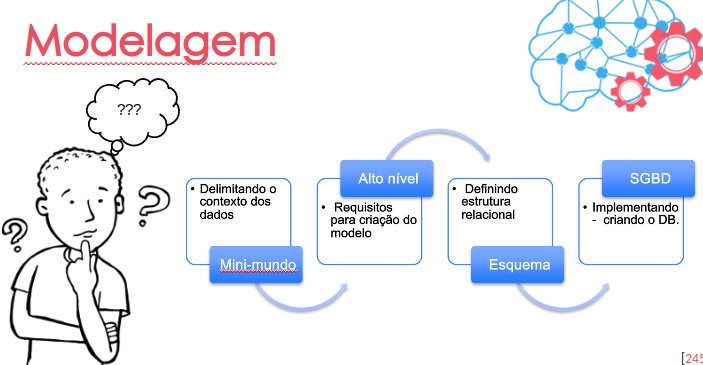 Modelagem
???
• Delimitando o
contexto dos
dados
Mini-mundo
Alto nível
• Requisitos
para criação do
modelo
• Definindo
estrutura
relacional
Esquema
SGBD
• Implementando
- criando o DB.
? ?
[245